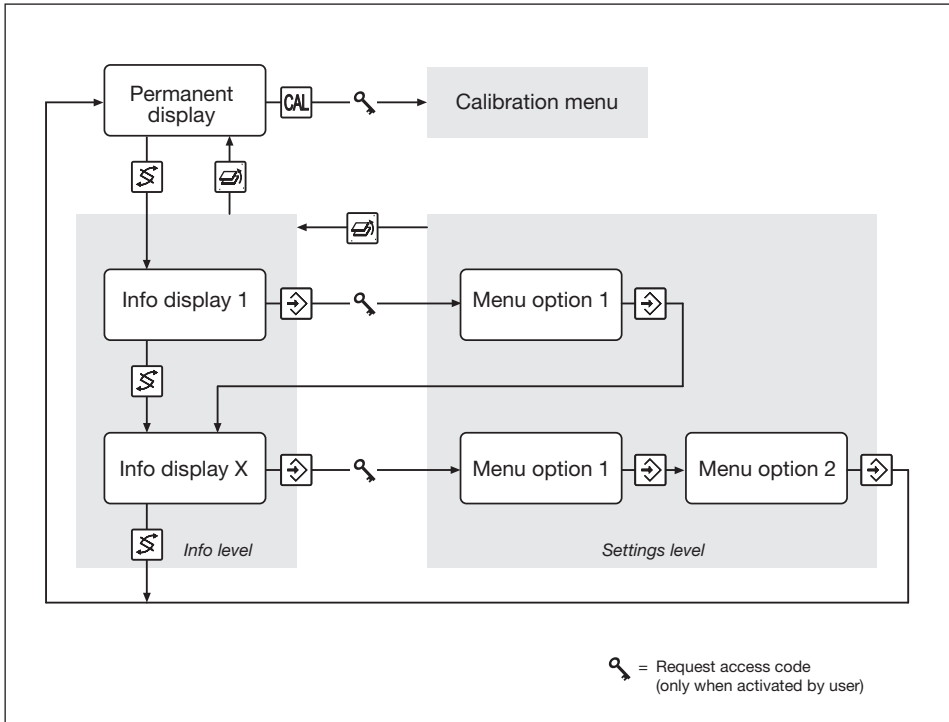 Permanent
display
CAL
Calibration menu
Info display 1
Menu option 1
Info display X
Menu option 1
Menu option 2
Info level
Settings level
= Request access code
(only when activated by user)